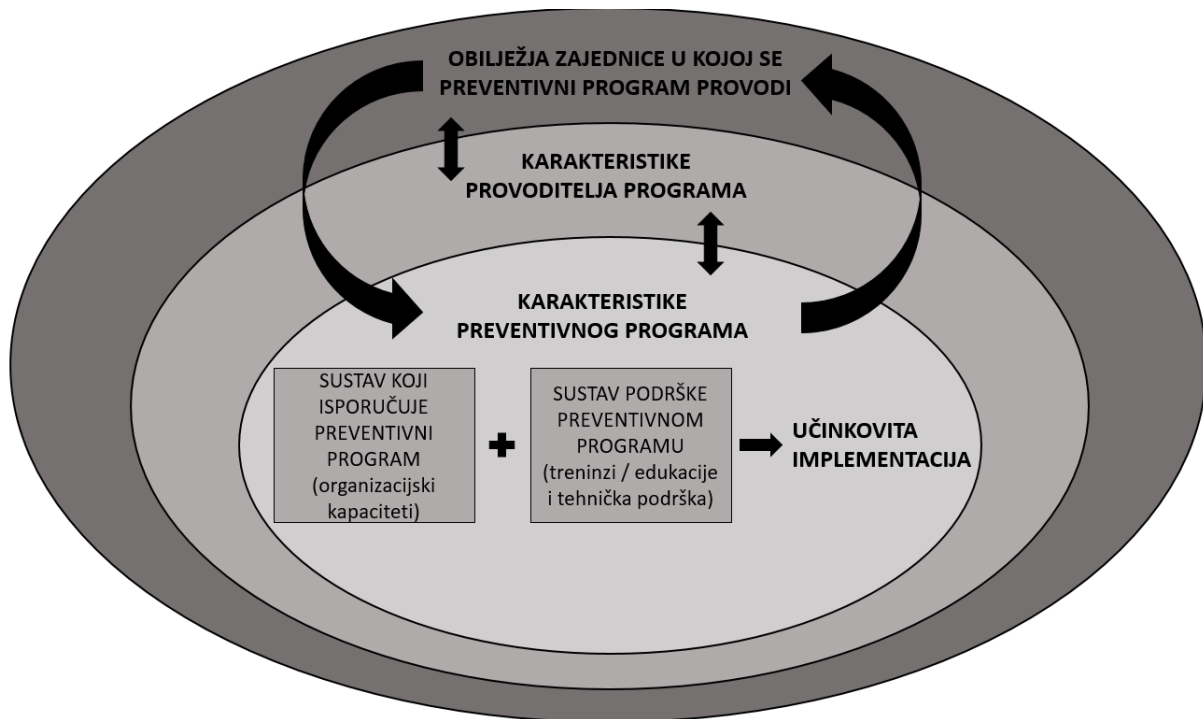 OBILJEŽJA ZAJEDNICE U KOJOJ SE
PREVENTIVNI PROGRAM PROVODI
KARAKTERISTIKE
PROVODITELJA PROGRAMA
KARAKTERISTIKE
PREVENTIVNOG PROGRAMA
SUSTAV KOJI
ISPORUČUJE
PREVENTIVNI
PROGRAM
(organizacijski
kapaciteti)
SUSTAV PODRŠKE
PREVENTIVNOM
PROGRAMU
(treninzi / edukacije
i tehnička podrška)
UČINKOVITA
IMPLEMENTACIJA